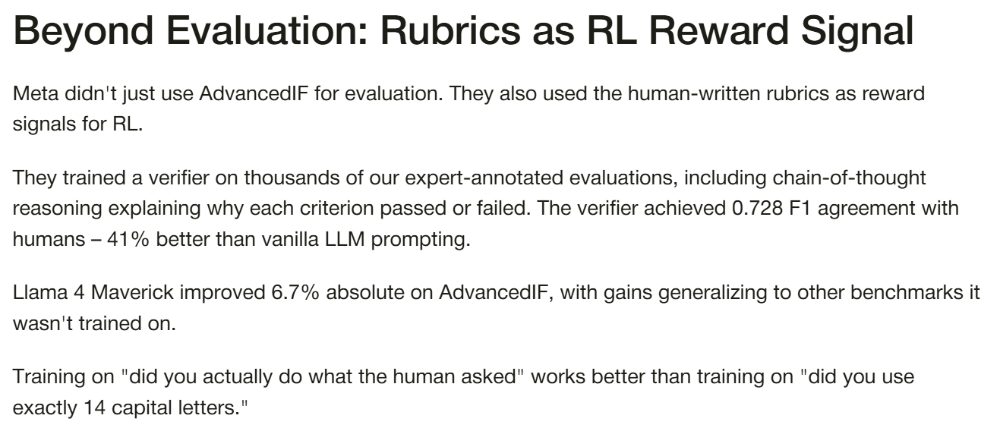 Beyond Evaluation: Rubrics as RL Reward Signal
Meta didn't just use AdvancedIF for evaluation. They also used the human-written rubrics as reward
signals for RL.
They trained a verifier on thousands of our expert-annotated evaluations, including chain-of-thought
reasoning explaining why each criterion passed or failed. The verifier achieved 0.728 F1 agreement with
humans – 41% better than vanilla LLM prompting.
Llama 4 Maverick improved 6.7% absolute on AdvancedIF, with gains generalizing to other benchmarks it
wasn't trained on.
Training on "did you actually do what the human asked" works better than training on "did you use
exactly 14 capital letters."